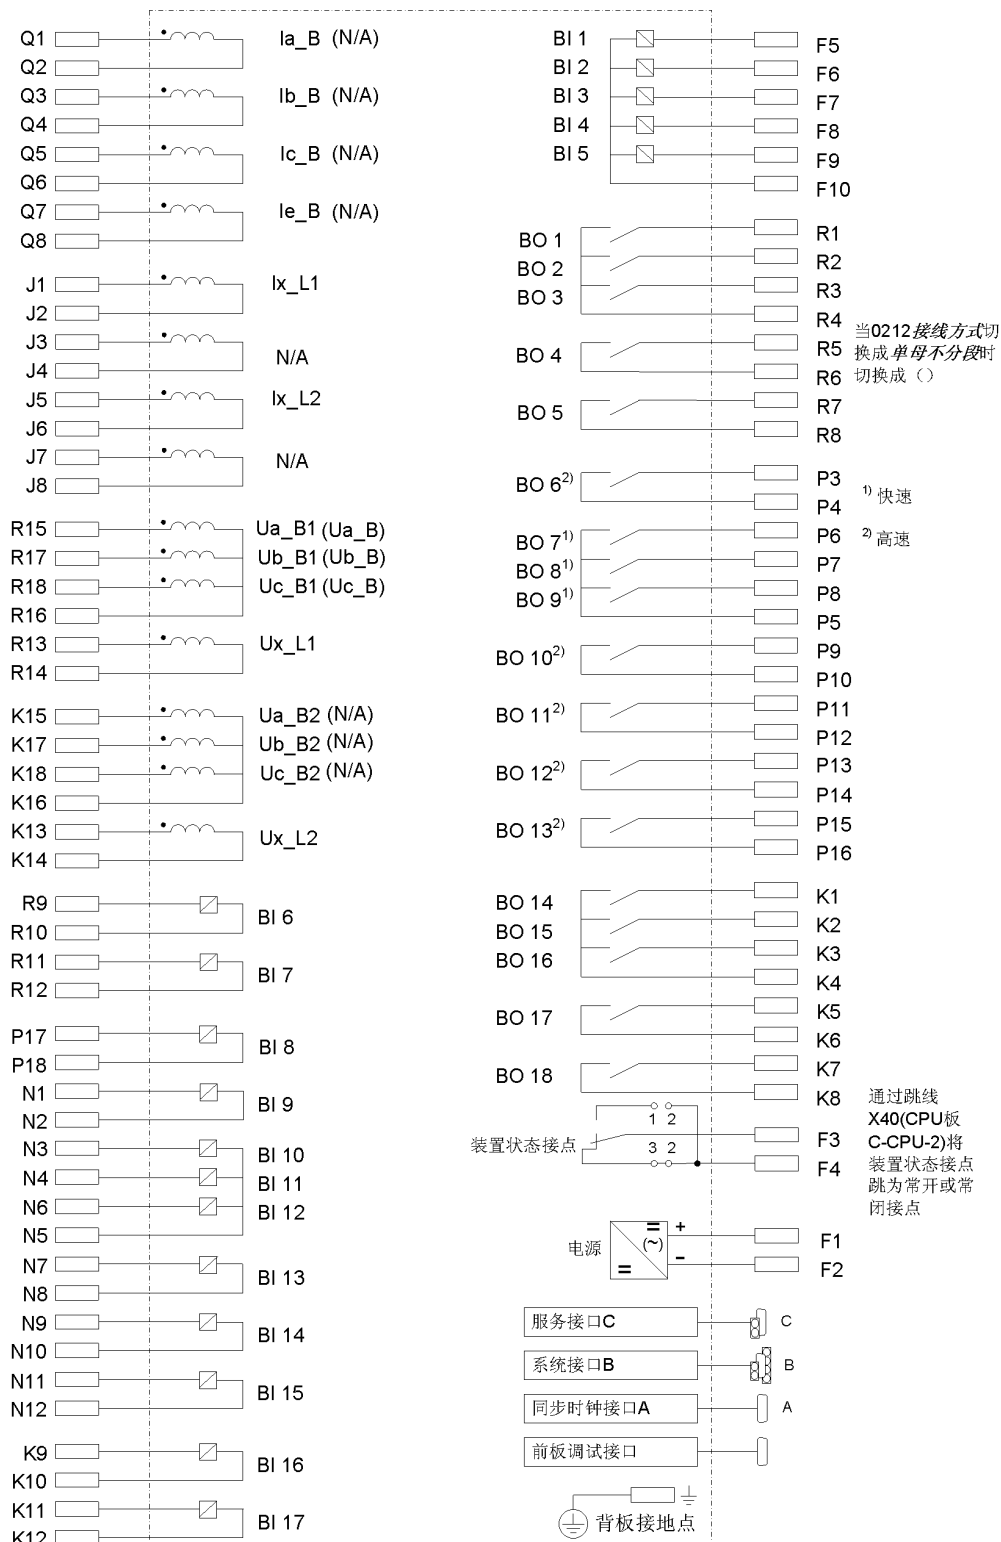 Q1
Ia_B (N/A)
Q2
Q3
Ib_B (N/A)
Q4
Q5
Ic_B (N/A)
Q6
Q7
Ie_B (N/A)
Q8
J1
Ix_L1
J2
J3
N/A
J4
J5
Ix_L2
J6
J7
N/A
J8
R15
Ua_B1 (Ua_B)
R17
Ub_B1 (Ub_B)
R18
Uc_B1 (Uc_B)
R16
R13
Ux_L1
R14
K15
Ua_B2 (N/A)
K17
Ub_B2 (N/A)
K18
Uc_B2 (N/A)
K16
K13
Ux_L2
K14
R9
BI 6
R10
R11
BI 7
R12
P17
BI 8
P18
N1
BI 9
N2
N3
BI 10
N4
BI 11
N6
BI 12
N5
N7
BI 13
N8
N9
BI 14
N10
N11
BI 15
N12
K9
BI 16
K10
K11
BI 17
K12
BI 1
F5
BI 2
F6
BI 3
F7
BI 4
F8
BI 5
F9
F10
BO 1
R1
BO 2
R2
BO 3
R3
R4
BO 4
R5
R6
当0212接线方式切
换成单母不分段时
切换成（）
BO 5
R7
R8
BO 6²⁾
P3
P4
¹⁾ 快速
²⁾ 高速
BO 7¹⁾
P6
BO 8¹⁾
P7
BO 9¹⁾
P8
P5
BO 10²⁾
P9
P10
BO 11²⁾
P11
P12
BO 12²⁾
P13
P14
BO 13²⁾
P15
P16
BO 14
K1
BO 15
K2
BO 16
K3
K4
BO 17
K5
K6
BO 18
K7
K8
1 2
装置状态接点
3 2
F3
F4
通过跳线
X40(CPU板
C-CPU-2)将
装置状态接点
跳为常开或常
闭接点
电源
= +
(~)
= -
F1
F2
服务接口C
C
系统接口B
B
同步时钟接口A
A
前板调试接口
背板接地点